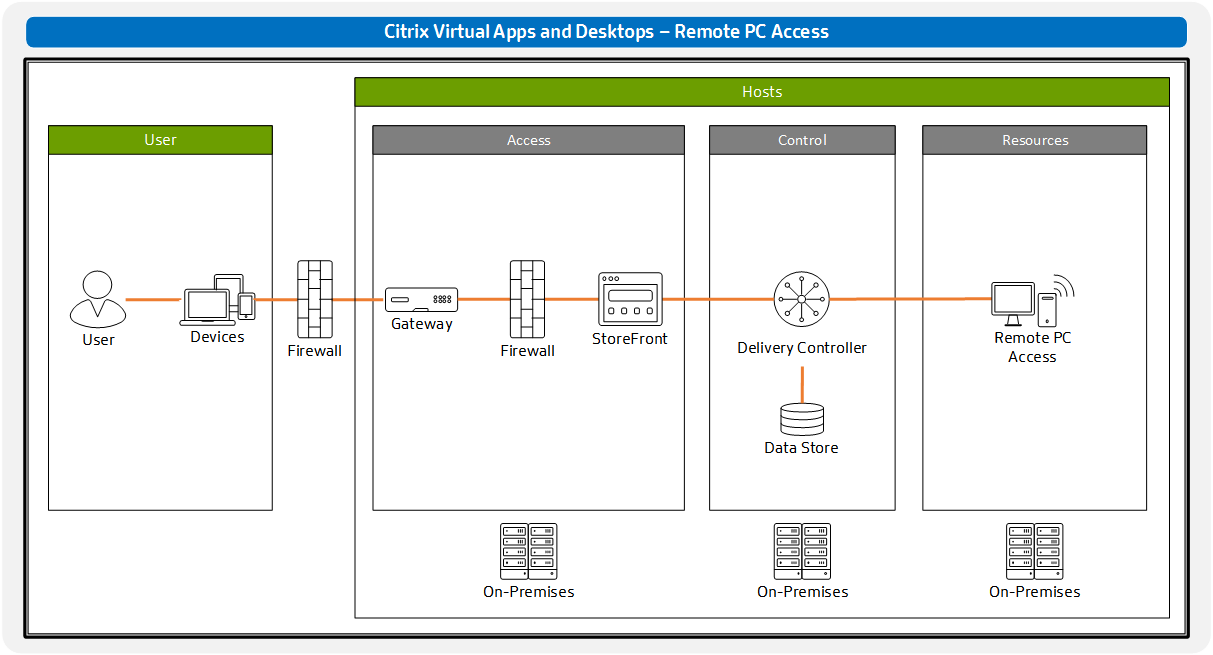 Citrix Virtual Apps and Desktops – Remote PC Access
Hosts
User
Access
Control
Resources
User
Devices
Firewall
Gateway
Firewall
StoreFront
Delivery Controller
Data Store
Remote PC
Access
On-Premises
On-Premises
On-Premises